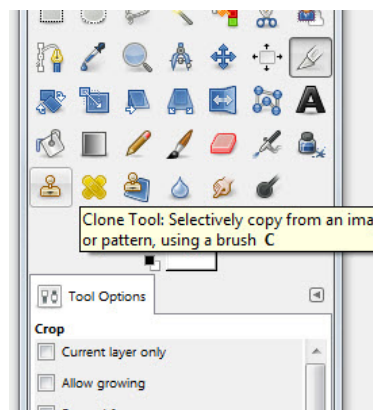 Clone Tool: Selectively copy from an ima
or pattern, using a brush C
Tool Options
Crop
Current layer only
Allow growing